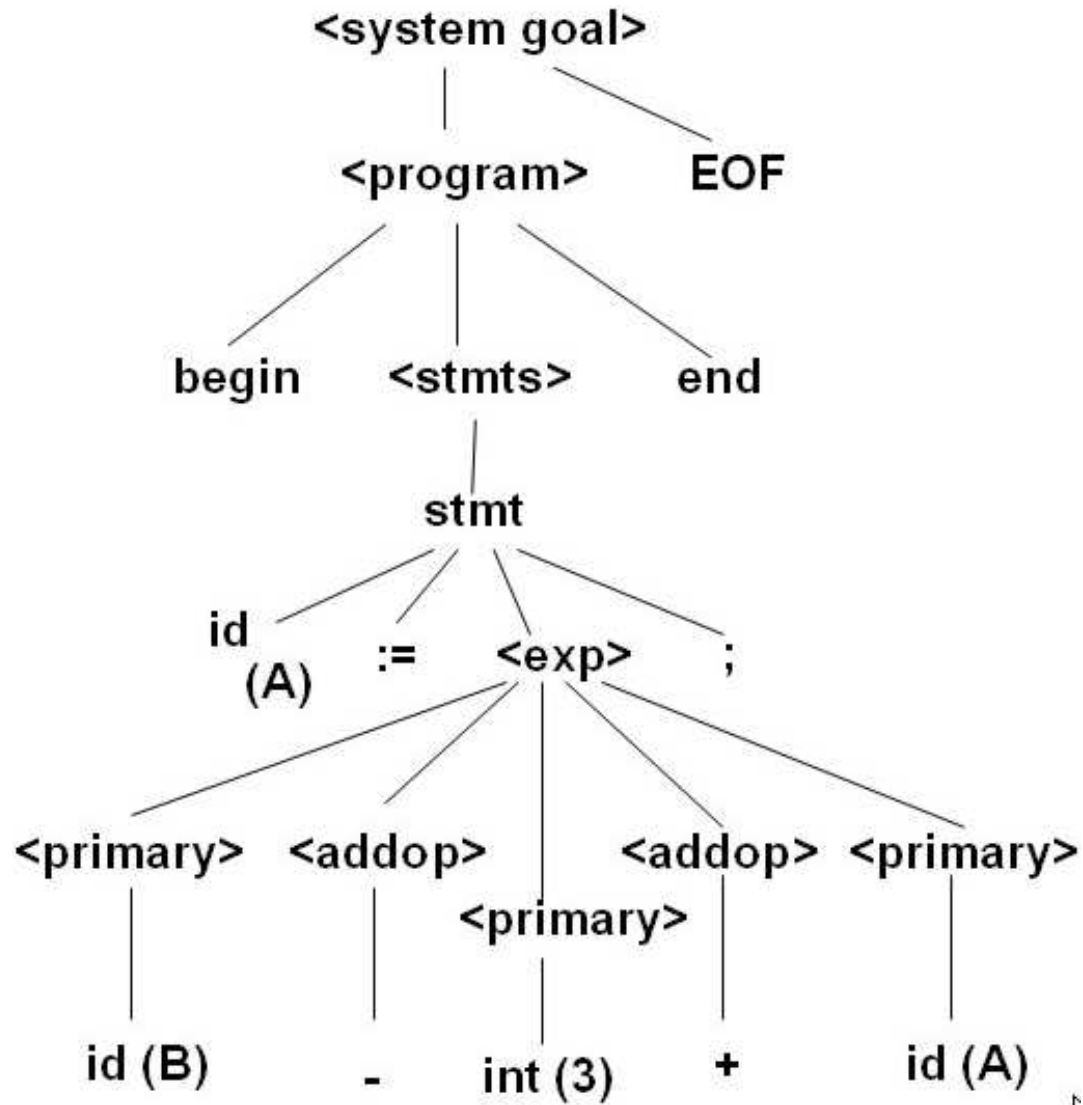 <system goal>
<program> EOF
begin <stmts> end
stmt
id
(A) := <exp> ;
<primary> <addop> <addop> <primary>
<primary>
id (B) - int (3) + id (A)